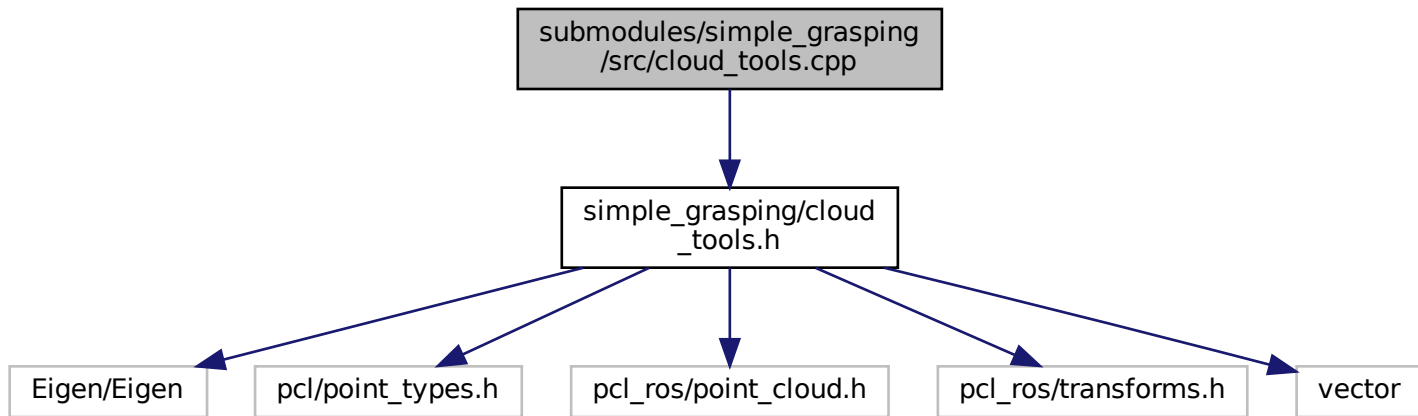 submodules/simple_grasping
/src/cloud_tools.cpp
simple_grasping/cloud
_tools.h
Eigen/Eigen
pcl/point_types.h
pcl_ros/point_cloud.h
pcl_ros/transforms.h
vector